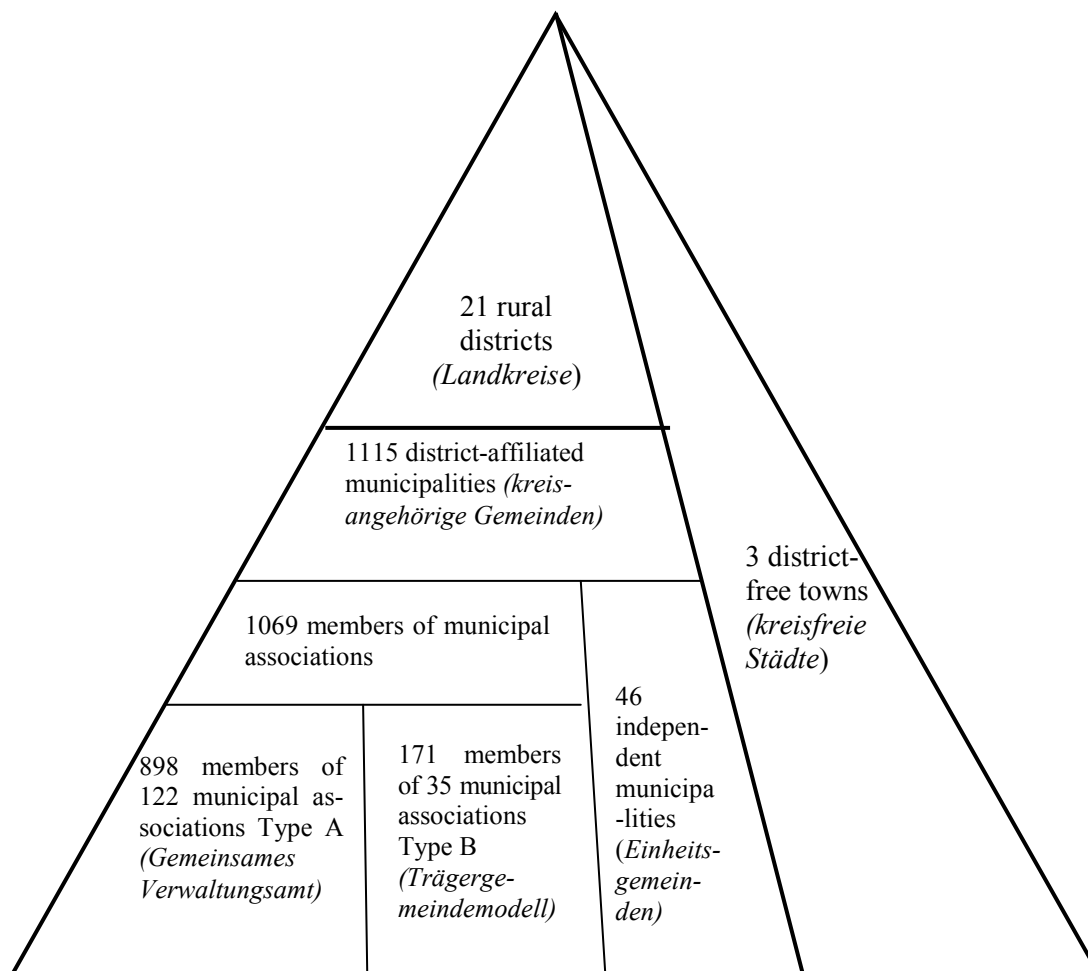 21 rural
districts
(Landkreise)
1115 district-affiliated
municipalities (kreis-
angehörige Gemeinden)
3 district-
free towns
(kreisfreie
Städte)
1069 members of municipal
associations
46
indepen-
dent
municipa
-lities
(Einheits-
gemein-
den)
898 members of
122 municipal as-
sociations Type A
(Gemeinsames
Verwaltungsamt)
171 members
of 35 municipal
associations
Type B
(Trägerge-
meindemodell)